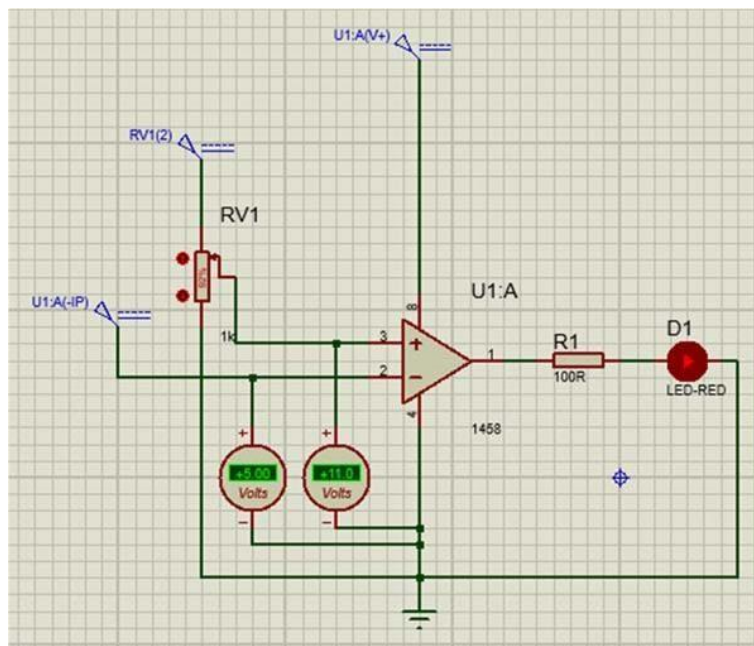 U1:A(V+)
RV1(2)
RV1
U1:A(-IP)
92%
1k
U1:A
8
3
2
1
4
R1
100R
D1
LED-RED
1458
+5.00
Volts
+11.0
Volts